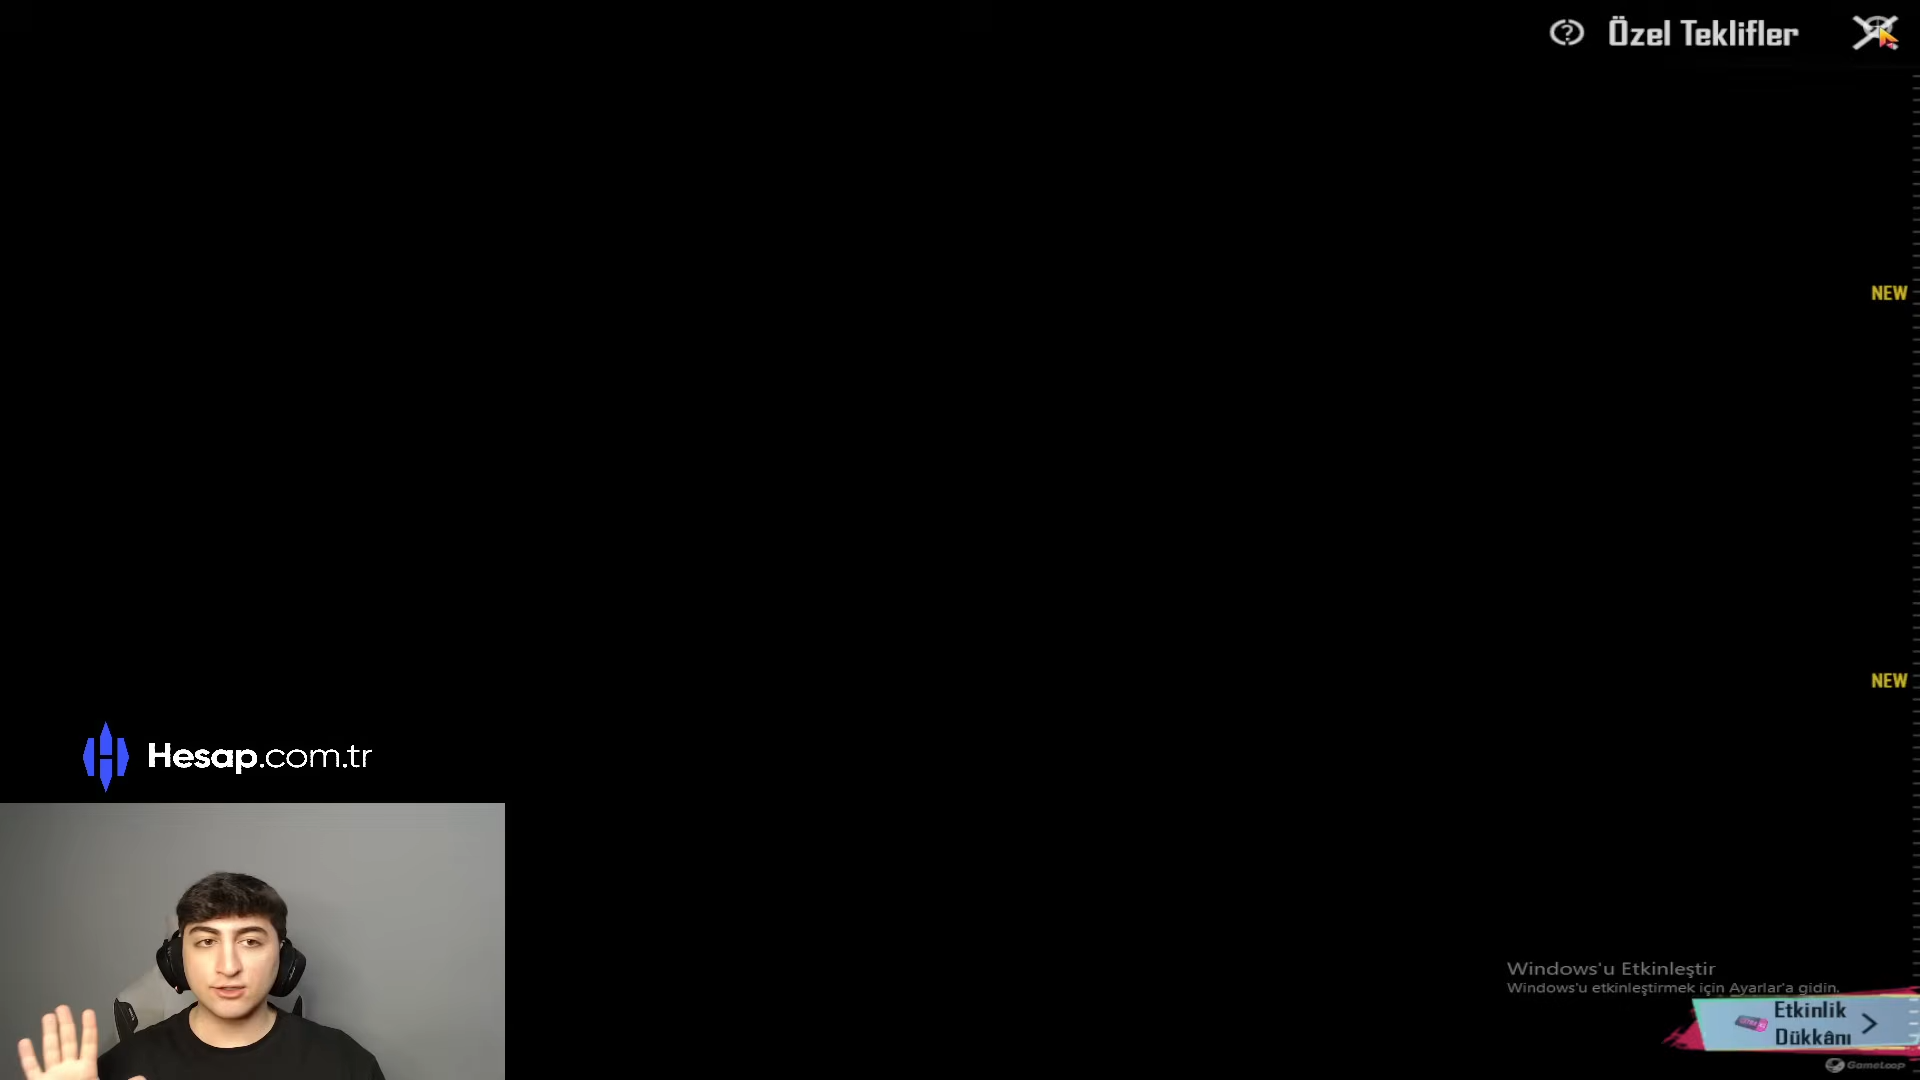 Özel Teklifler
NEW
NEW
Hesap.com.tr
Windows'u Etkinleştir
Windows'u etkinleştirmek için Ayarlar'a gidin.
Etkinlik
Dükkânı
GameLoop